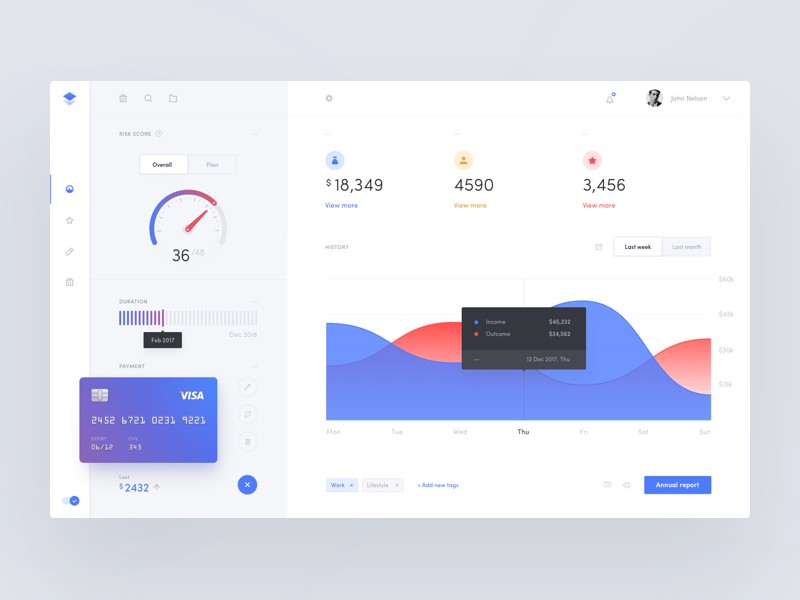 John Nelson
RISK SCORE ?
Overall Plan
36/48
DURATION
Dec 2018
Feb 2017
PAYMENT
VISA
2452 6721 0231 9221
EXPIRY CVV
06/12 345
Last
$2432
$18,349
View more
4590
View more
3,456
View more
HISTORY
Last week Last month
$60k
$45k
$30k
$15k
Income $45,232
Outcome $34,562
12 Dec 2017, Thu
Mon Tue Wed Thu Fri Sat Sun
Work × Lifestyle ×
+ Add new tags
Annual report